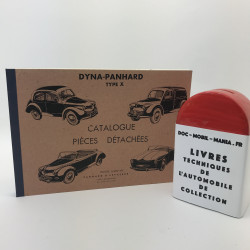 DYNA-PANHARD
TYPE X
CATALOGUE
PIÈCES DÉTACHÉES
DOC-MOBIL-MANIA.FR
LIVRES
TECHNIQUES
DE
L'AUTOMOBILE
DE
COLLECTION